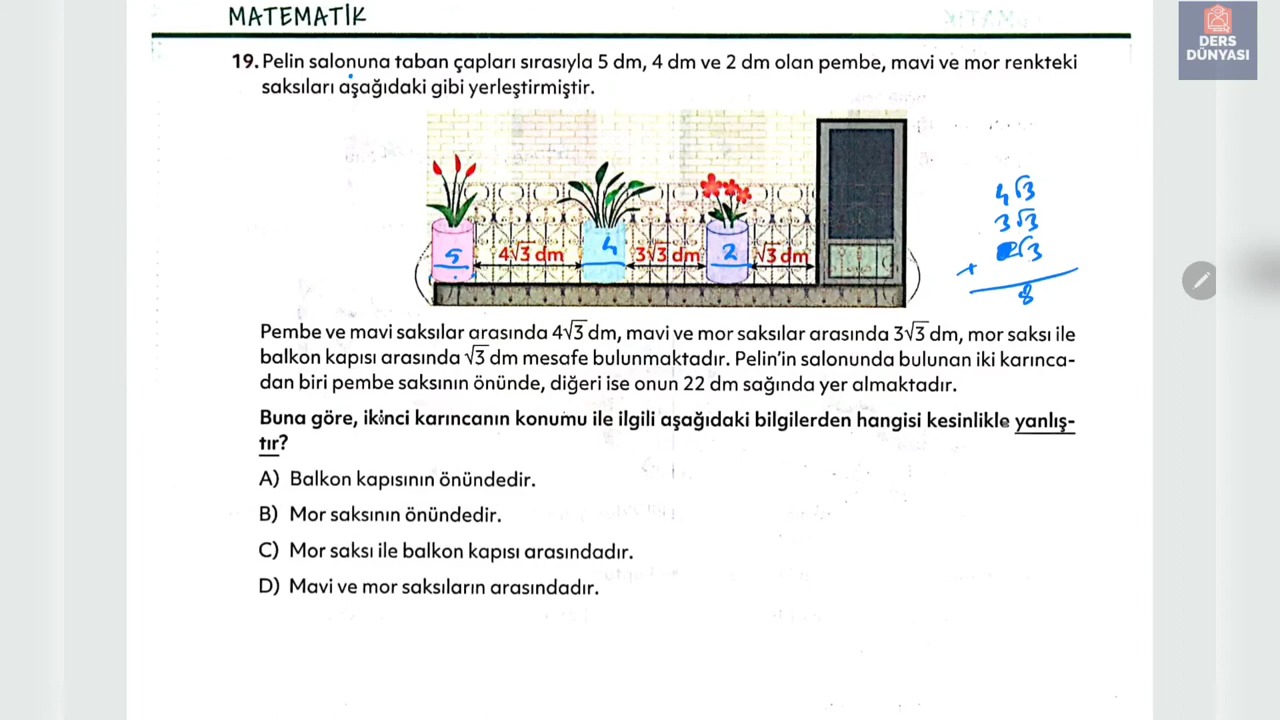 MATEMATİK
DERS
DÜNYASI
19. Pelin salonuna taban çapları sırasıyla 5 dm, 4 dm ve 2 dm olan pembe, mavi ve mor renkteki
saksıları aşağıdaki gibi yerleştirmiştir.
5 4√3 dm 4 3√3 dm 2 √3 dm
4√3
3√3
√3
+
8
Pembe ve mavi saksılar arasında 4√3 dm, mavi ve mor saksılar arasında 3√3 dm, mor saksı ile
balkon kapısı arasında √3 dm mesafe bulunmaktadır. Pelin'in salonunda bulunan iki karınca-
dan biri pembe saksının önünde, diğeri ise onun 22 dm sağında yer almaktadır.
Buna göre, ikinci karıncanın konumu ile ilgili aşağıdaki bilgilerden hangisi kesinlikle yanlış-
tır?
A) Balkon kapısının önündedir.
B) Mor saksının önündedir.
C) Mor saksı ile balkon kapısı arasındadır.
D) Mavi ve mor saksıların arasındadır.